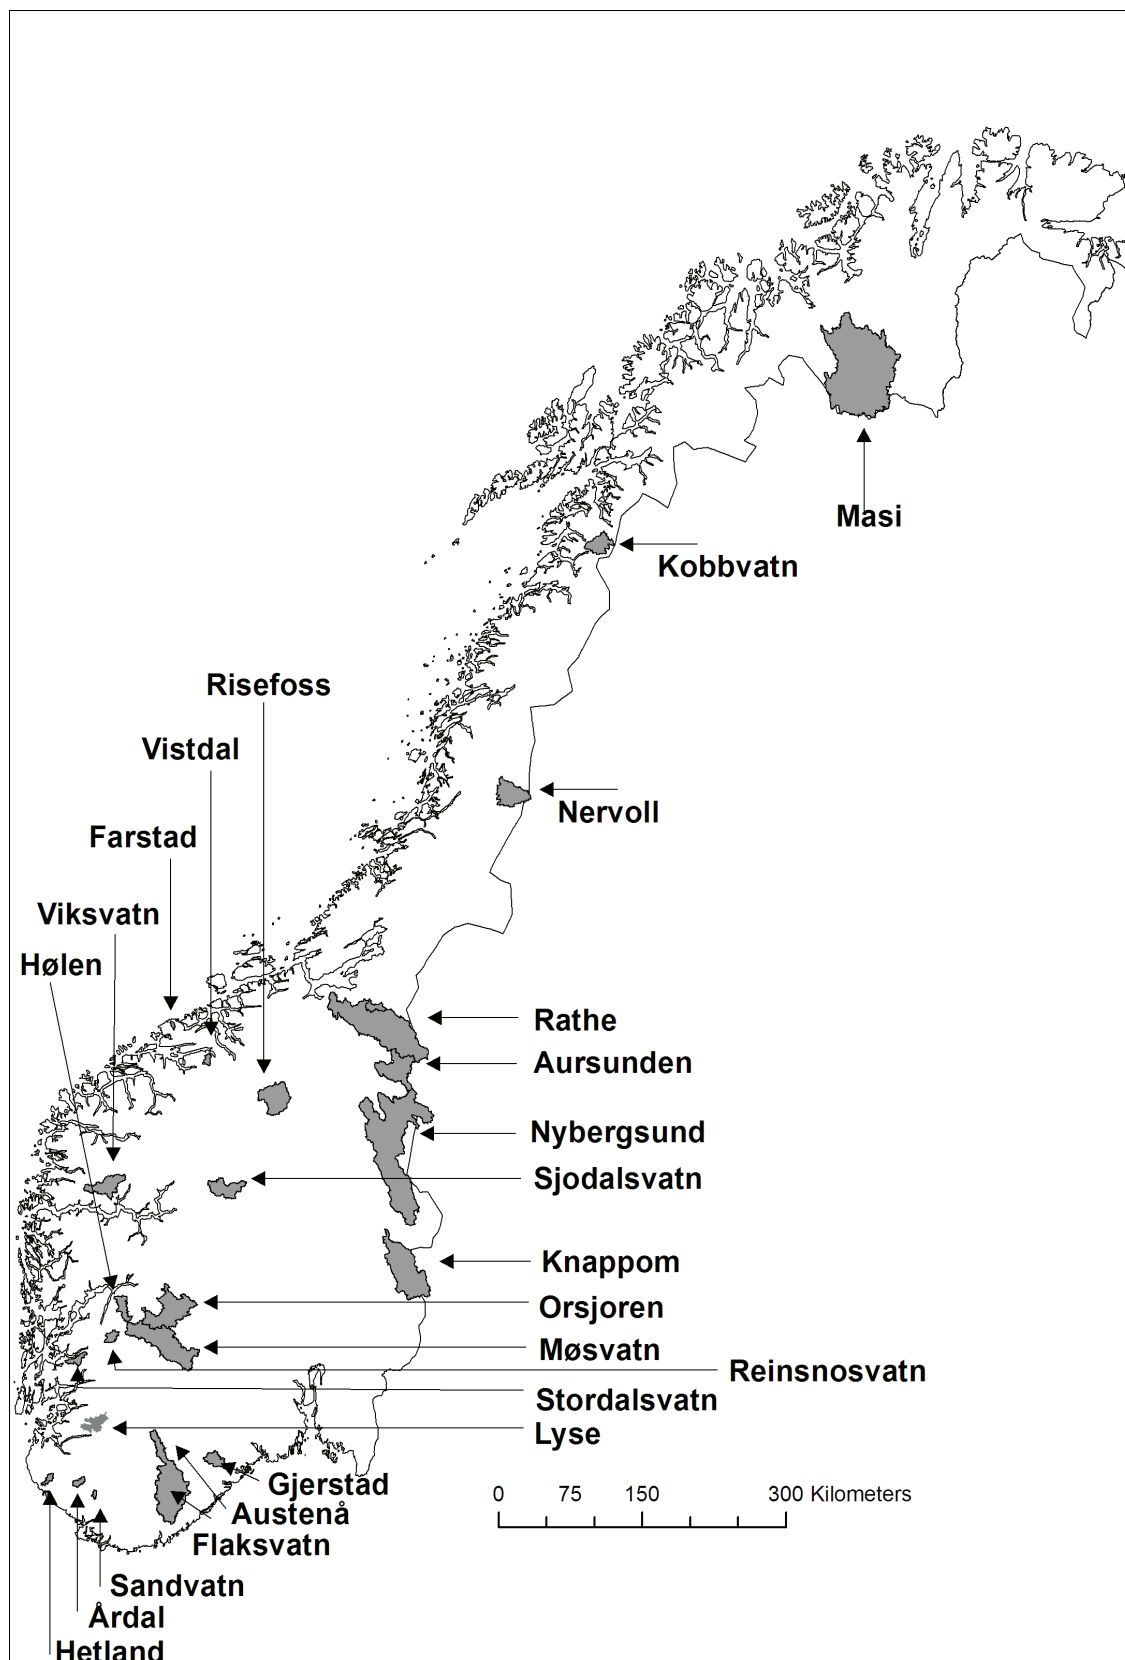 Masi
Kobbvatn
Risefoss
Vistdal
Nervoll
Farstad
Viksvatn
Hølen
Rathe
Aursunden
Nybergsund
Sjodalsvatn
Knappom
Orsjoren
Møsvatn
Reinsnosvatn
Stordalsvatn
Lyse
Gjerstad
0 75 150 300 Kilometers
Austenå
Flaksvatn
Sandvatn
Årdal
Hetland